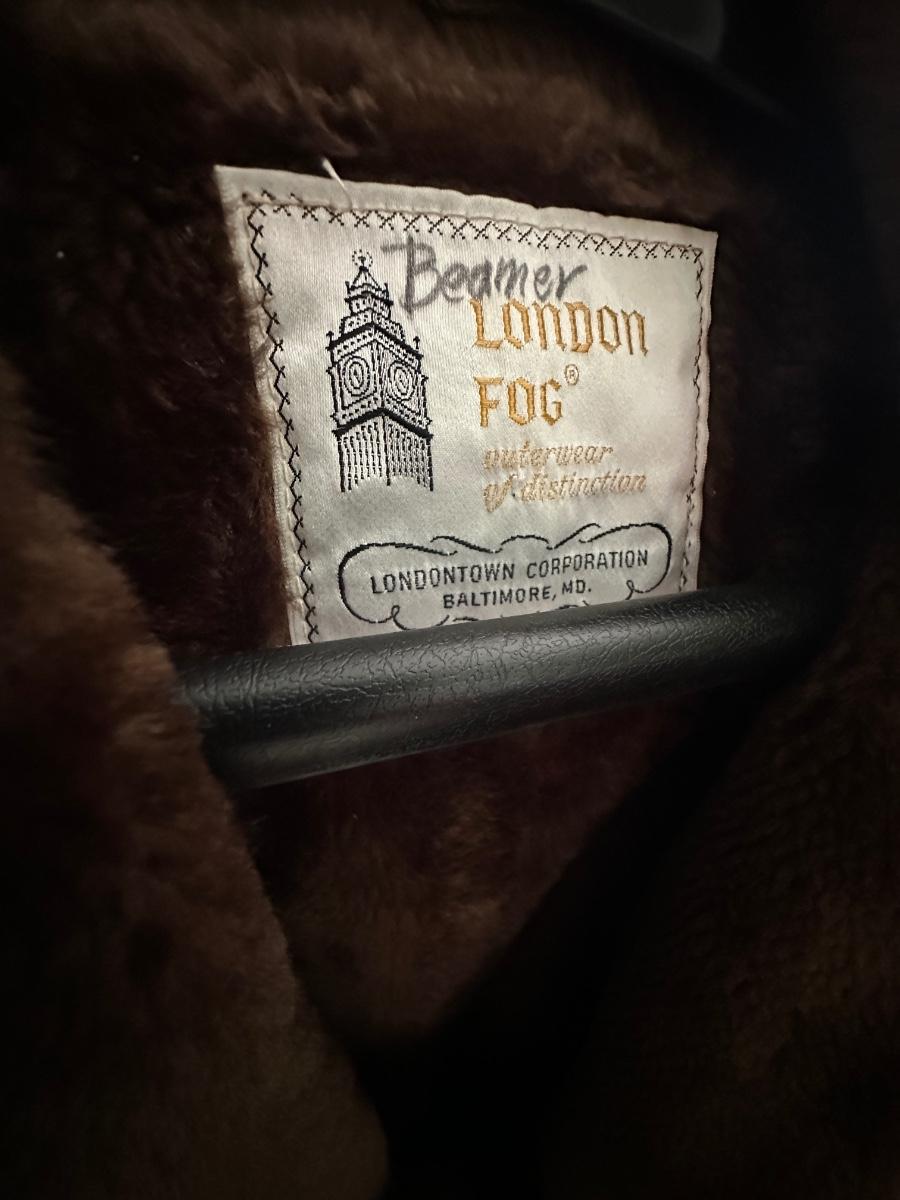 Beamer
LONDON
FOG®
outerwear
of distinction
LONDONTOWN CORPORATION
BALTIMORE, MD.